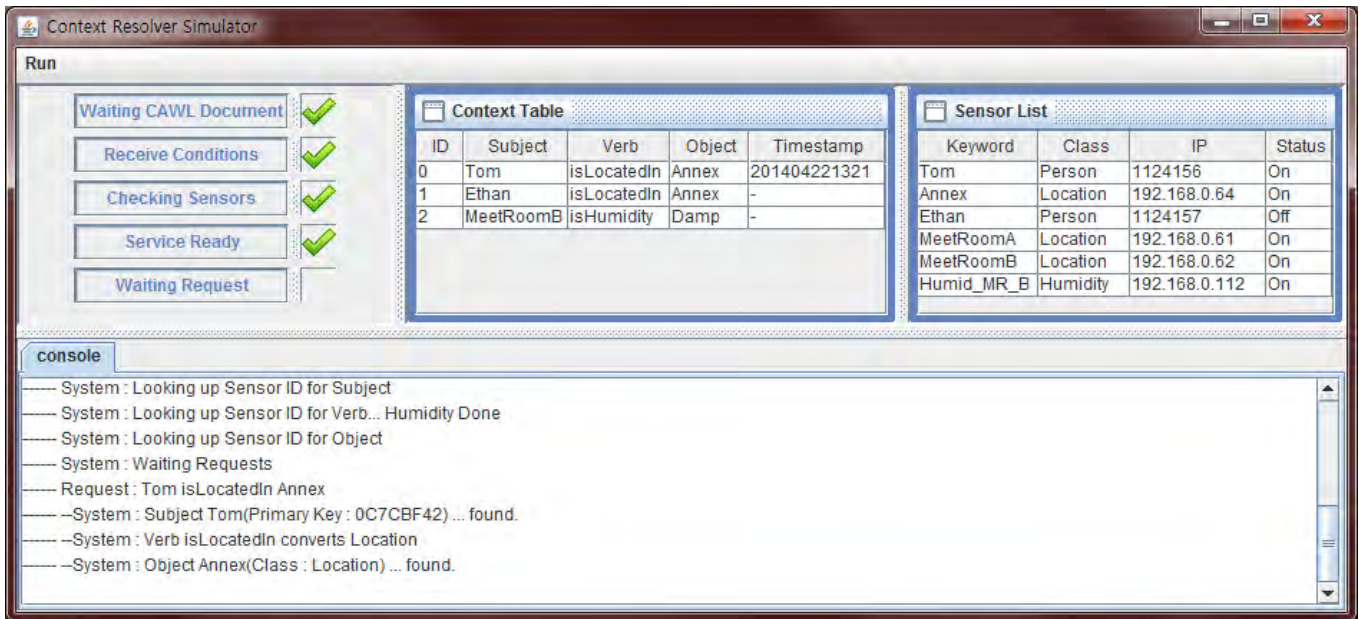 Context Resolver Simulator
Run
Waiting CAWL Document
Receive Conditions
Checking Sensors
Service Ready
Waiting Request
Context Table
ID Subject Verb Object Timestamp
0 Tom isLocatedIn Annex 201404221321
1 Ethan isLocatedIn Annex -
2 MeetRoomB isHumidity Damp -
Sensor List
Keyword Class IP Status
Tom Person 1124156 On
Annex Location 192.168.0.64 On
Ethan Person 1124157 Off
MeetRoomA Location 192.168.0.61 On
MeetRoomB Location 192.168.0.62 On
Humid_MR_B Humidity 192.168.0.112 On
console
------ System : Looking up Sensor ID for Subject
------ System : Looking up Sensor ID for Verb... Humidity Done
------ System : Looking up Sensor ID for Object
------ System : Waiting Requests
------ Request : Tom isLocatedIn Annex
------ --System : Subject Tom(Primary Key : 0C7CBF42) ... found.
------ --System : Verb isLocatedIn converts Location
------ --System : Object Annex(Class : Location) ... found.